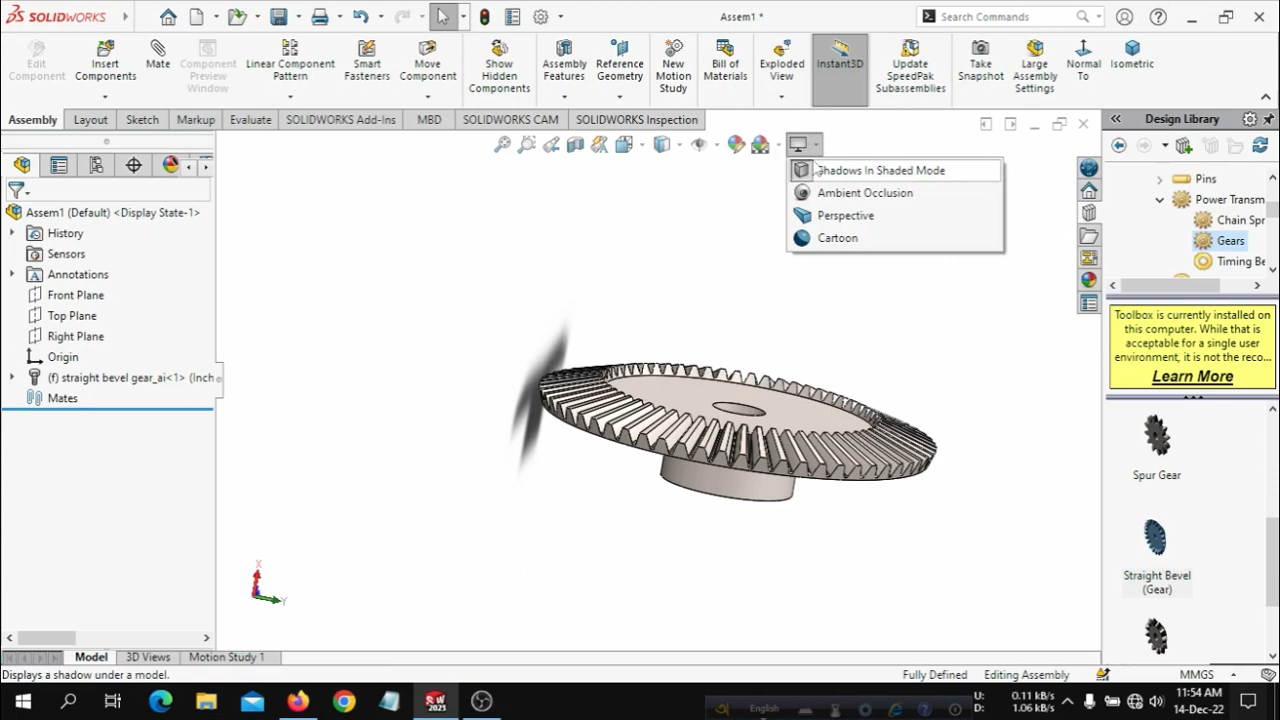 SOLIDWORKS
Assem1 *
Search Commands
Edit
Component
Insert
Components
Mate
Component
Preview
Window
Linear Component
Pattern
Smart
Fasteners
Move
Component
Show
Hidden
Components
Assembly
Features
Reference
Geometry
New
Motion
Study
Bill of
Materials
Exploded
View
Instant3D
Update
SpeedPak
Subassemblies
Take
Snapshot
Large
Assembly
Settings
Normal
To
Isometric
Assembly
Layout
Sketch
Markup
Evaluate
SOLIDWORKS Add-Ins
MBD
SOLIDWORKS CAM
SOLIDWORKS Inspection
Design Library
Shadows In Shaded Mode
Ambient Occlusion
Perspective
Cartoon
Assem1 (Default) <Display State-1>
History
Sensors
Annotations
Front Plane
Top Plane
Right Plane
Origin
(f) straight bevel gear_ai<1> (Inch
Mates
Pins
Power Transm
Chain Spr
Gears
Timing Be
Toolbox is currently installed on
this computer. While that is
acceptable for a single user
environment, it is not the reco...
Learn More
Spur Gear
Straight Bevel
(Gear)
X
Y
Model
3D Views
Motion Study 1
Displays a shadow under a model.
Fully Defined
Editing Assembly
MMGS
SW
2023
English
U:
0.11 kB/s
D:
1.06 kB/s
11:54 AM
14-Dec-22